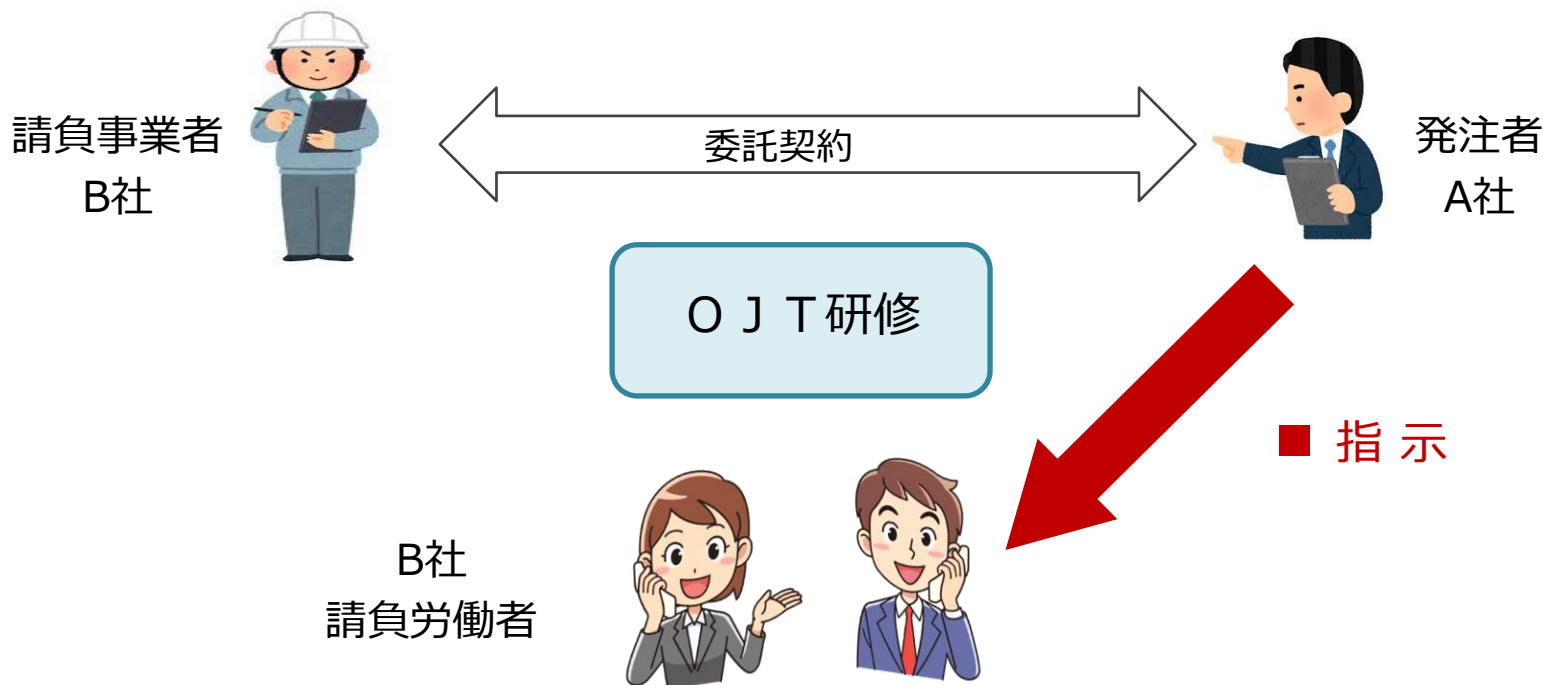 請負事業者
B社
委託契約
発注者
A社
ＯＪＴ研修
■ 指 示
B社
請負労働者